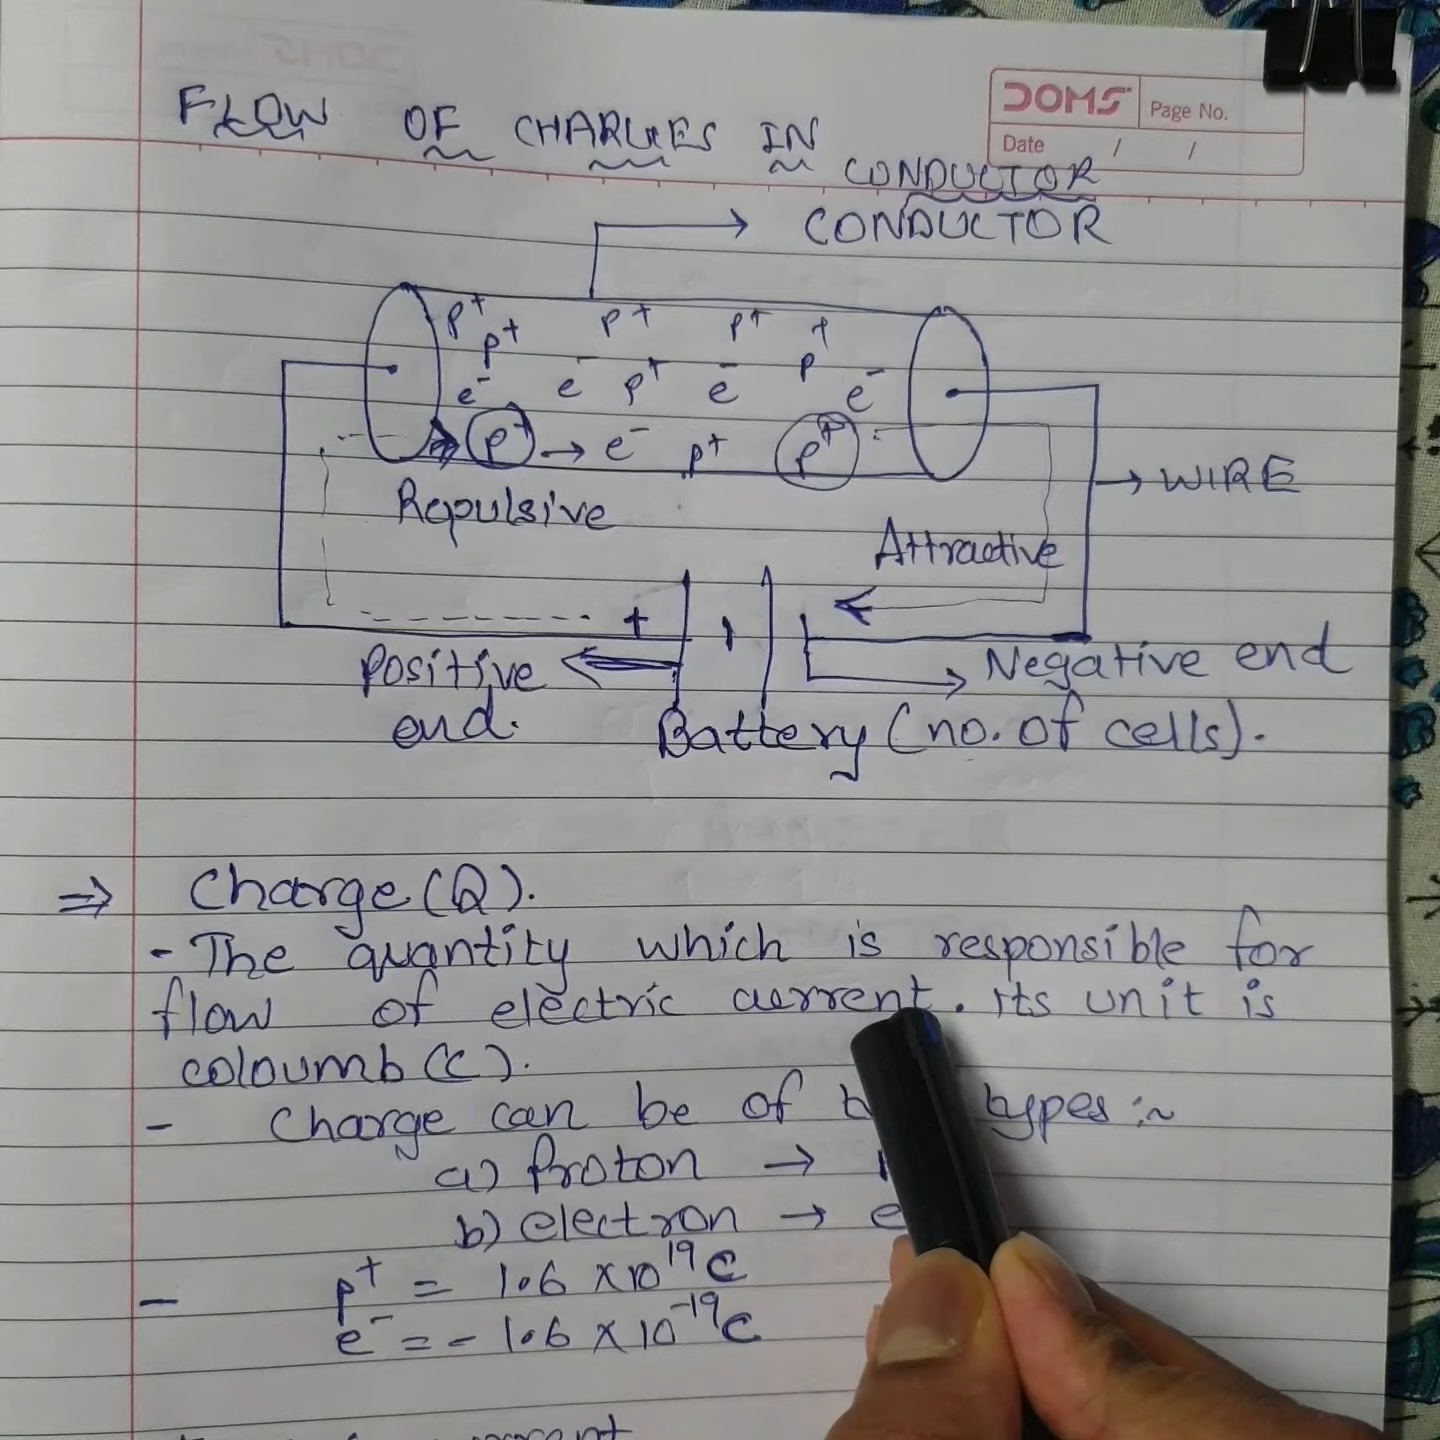 DOMS
Page No.
Date / /
FLOW OF CHARGES IN
CONDUCTOR
CONDUCTOR
p+ p+ p+ p+ p+
e- e- p+ e- e-
p+ → e- p+ p+
Repulsive
→ WIRE
Attractive
+
Positive
end.
Negative end
Battery (no. of cells).
⇒ Charge (Q).
- The quantity which is responsible for
flow of electric current. Its unit is
coloumb (C).
- Charge can be of types :~
a) Proton →
b) electron → e
- p+ = 1.6 x 10 19 C
e- = - 1.6 x 10 -19 C